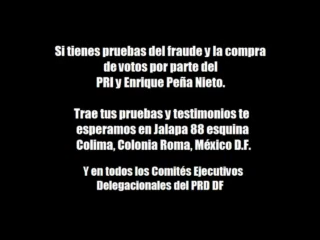 Si tienes pruebas del fraude y la compra
de votos por parte del
PRI y Enrique Peña Nieto.
Trae tus pruebas y testimonios te
esperamos en Jalapa 88 esquina
Colima, Colonia Roma, México D.F.
Y en todos los Comités Ejecutivos
Delegacionales del PRD DF